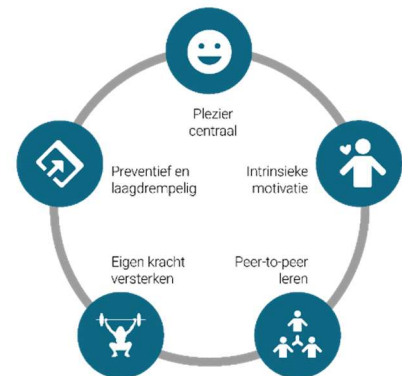 Plezier
centraal
Preventief en
laagdrempelig
Intrinsieke
motivatie
Eigen kracht
versterken
Peer-to-peer
leren